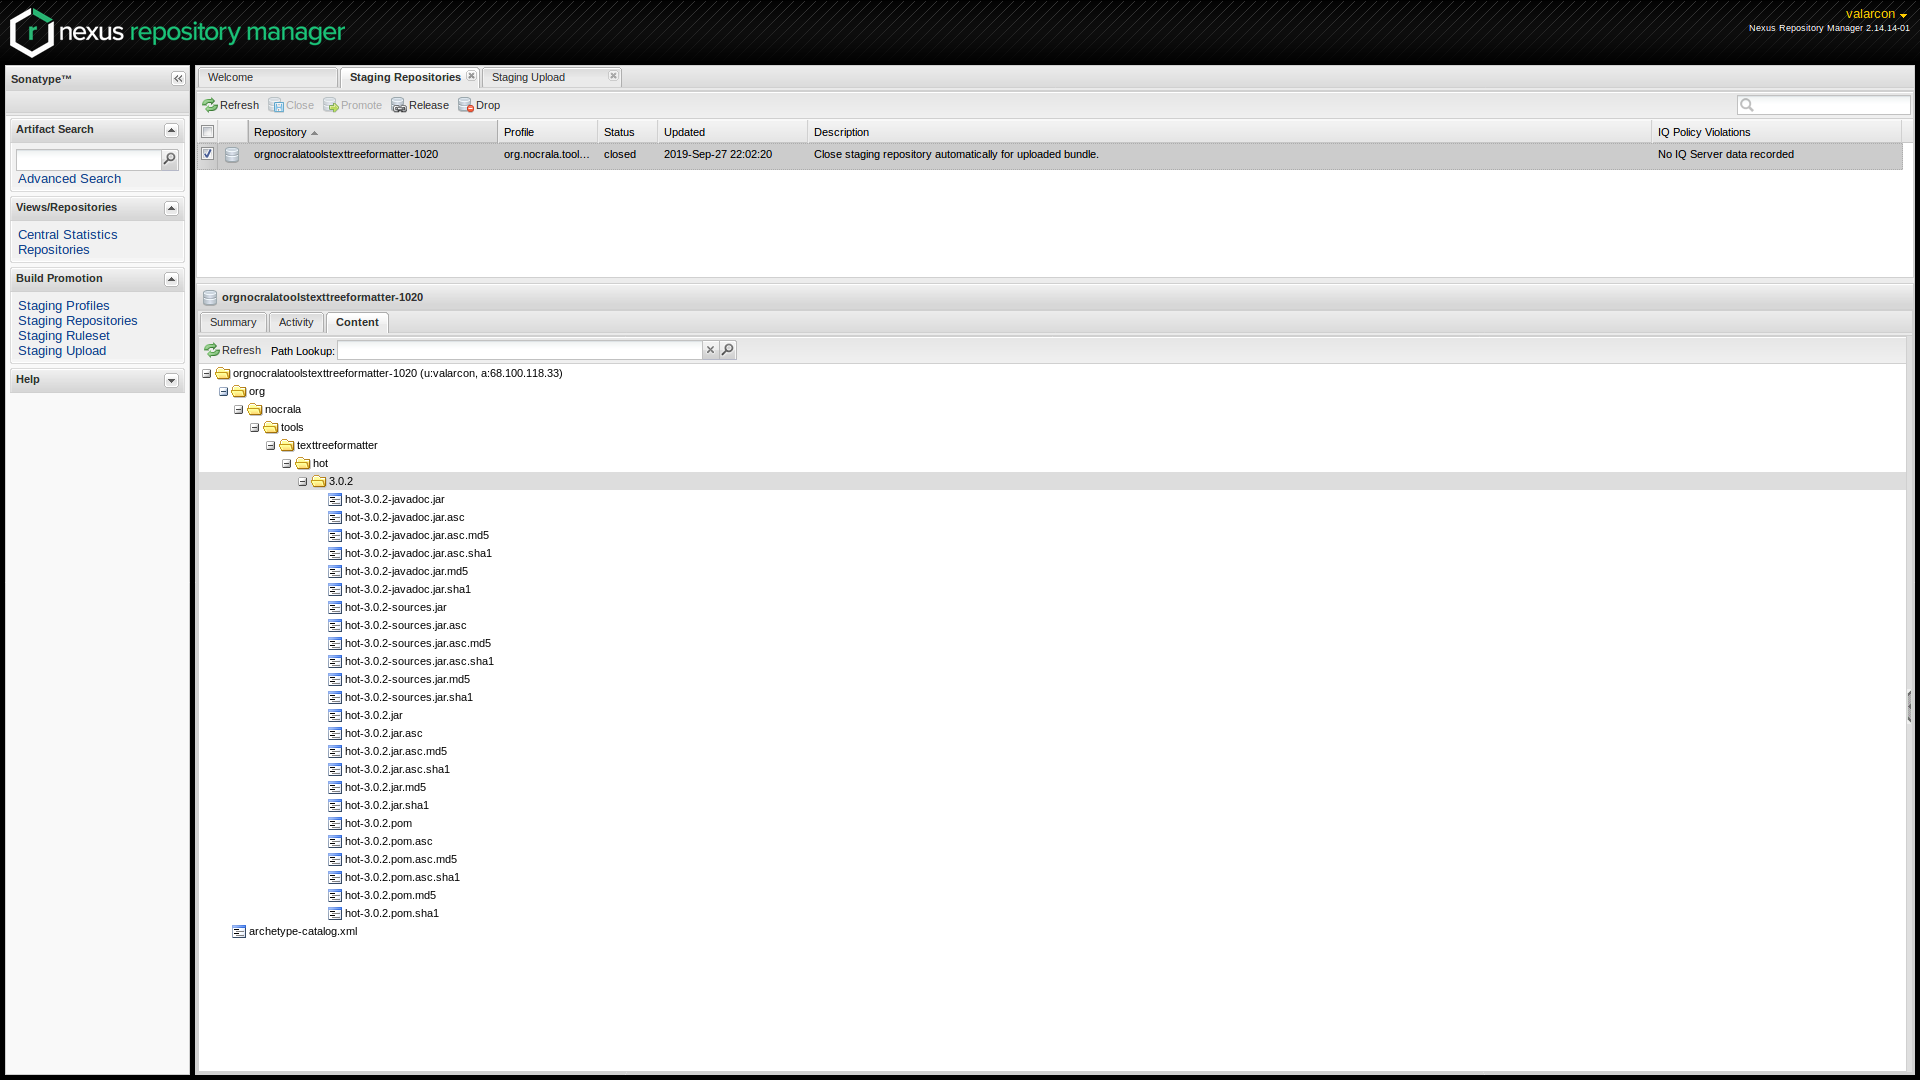 nexus repository manager
valarcon
Nexus Repository Manager 2.14.14-01
Sonatype™
Artifact Search
Advanced Search
Views/Repositories
Central Statistics
Repositories
Build Promotion
Staging Profiles
Staging Repositories
Staging Ruleset
Staging Upload
Help
Welcome Staging Repositories Staging Upload
Refresh Close Promote Release Drop
Repository Profile Status Updated Description IQ Policy Violations
orgnocralatoolstexttreeformatter-1020 org.nocrala.tool... closed 2019-Sep-27 22:02:20 Close staging repository automatically for uploaded bundle. No IQ Server data recorded
orgnocralatoolstexttreeformatter-1020
Summary Activity Content
Refresh Path Lookup:
orgnocralatoolstexttreeformatter-1020 (u:valarcon, a:68.100.118.33)
org
nocrala
tools
texttreeformatter
hot
3.0.2
hot-3.0.2-javadoc.jar
hot-3.0.2-javadoc.jar.asc
hot-3.0.2-javadoc.jar.asc.md5
hot-3.0.2-javadoc.jar.asc.sha1
hot-3.0.2-javadoc.jar.md5
hot-3.0.2-javadoc.jar.sha1
hot-3.0.2-sources.jar
hot-3.0.2-sources.jar.asc
hot-3.0.2-sources.jar.asc.md5
hot-3.0.2-sources.jar.asc.sha1
hot-3.0.2-sources.jar.md5
hot-3.0.2-sources.jar.sha1
hot-3.0.2.jar
hot-3.0.2.jar.asc
hot-3.0.2.jar.asc.md5
hot-3.0.2.jar.asc.sha1
hot-3.0.2.jar.md5
hot-3.0.2.jar.sha1
hot-3.0.2.pom
hot-3.0.2.pom.asc
hot-3.0.2.pom.asc.md5
hot-3.0.2.pom.asc.sha1
hot-3.0.2.pom.md5
hot-3.0.2.pom.sha1
archetype-catalog.xml